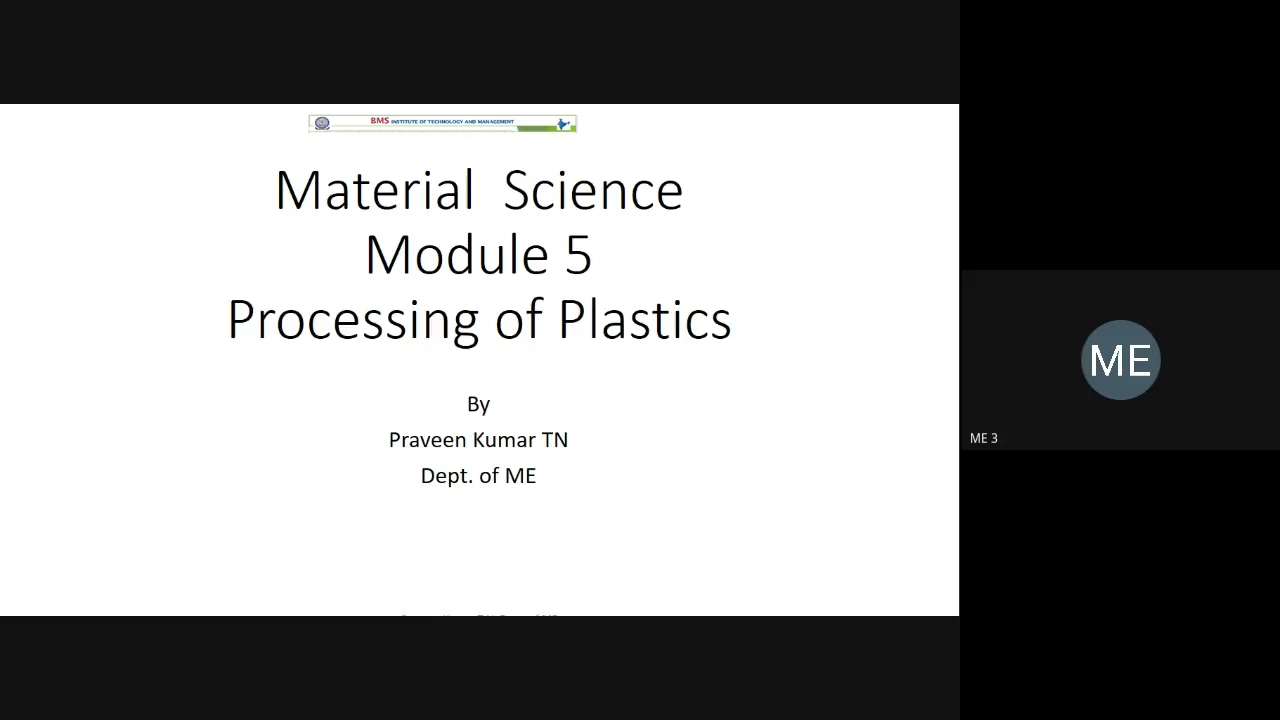 BMS INSTITUTE OF TECHNOLOGY AND MANAGEMENT
Material Science
Module 5
Processing of Plastics
By
Praveen Kumar TN
Dept. of ME
ME
ME 3